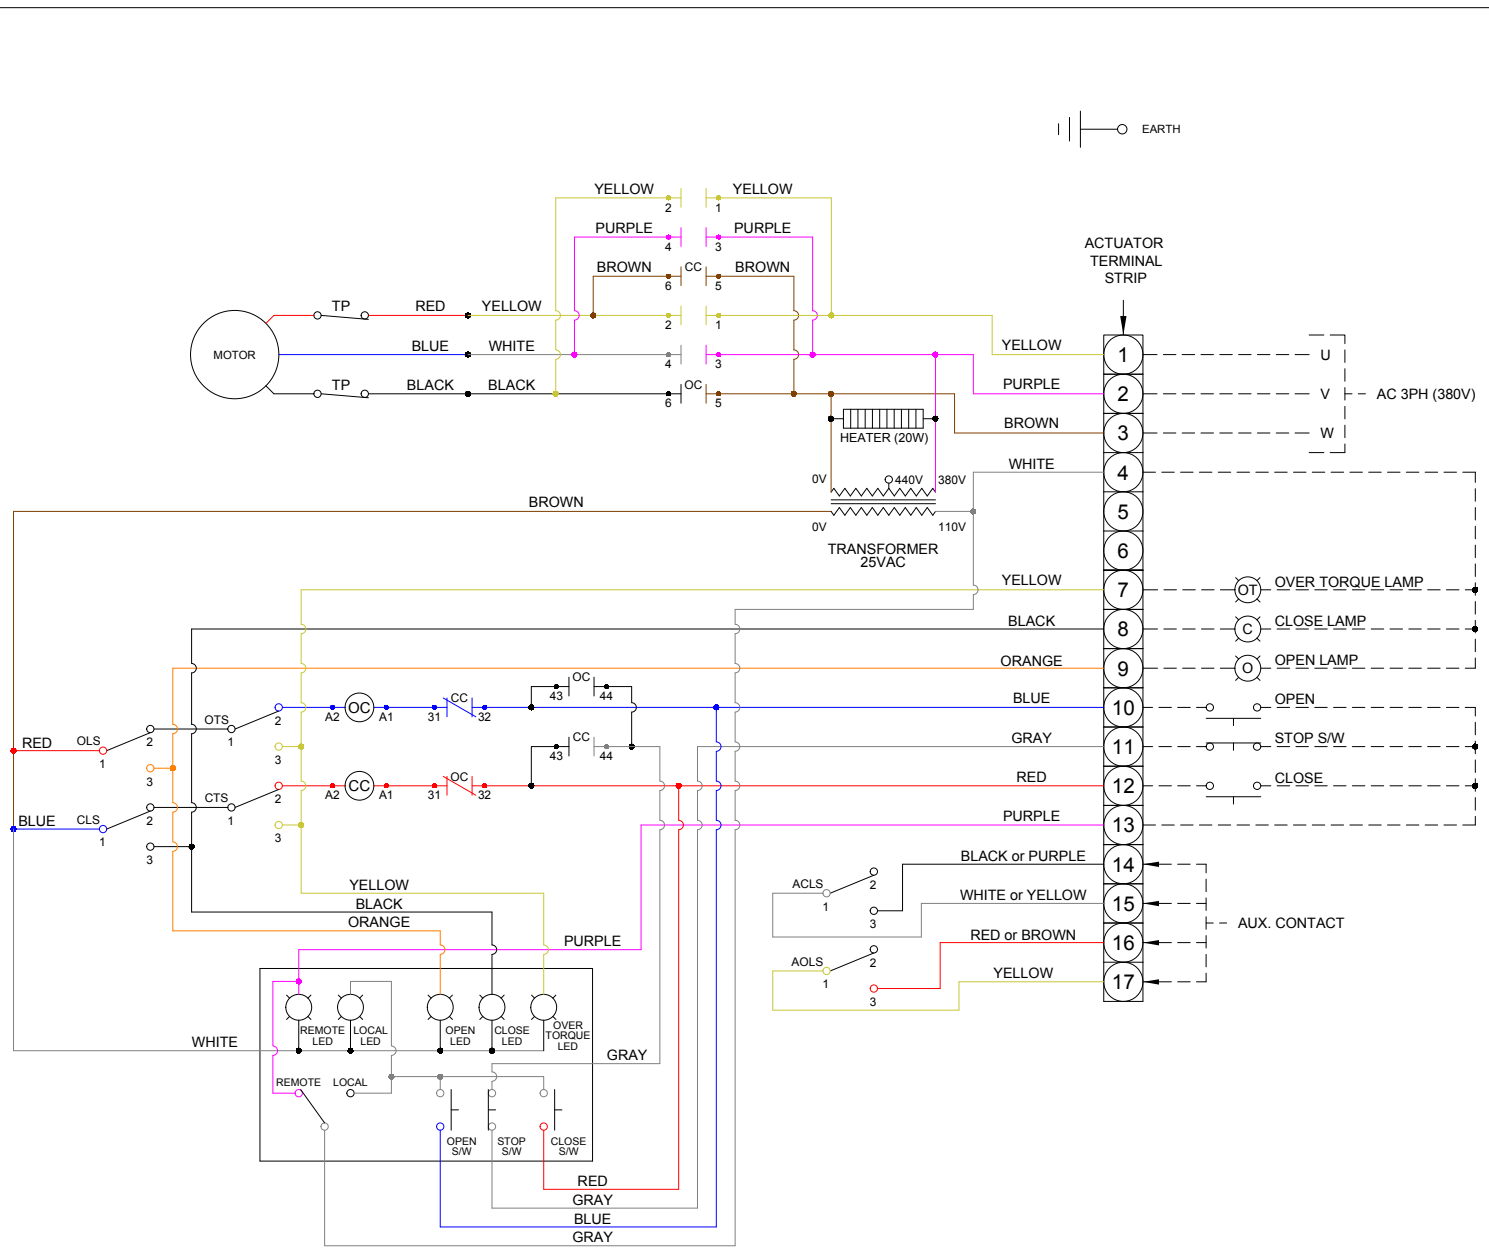 EARTH
YELLOW YELLOW
2 1
PURPLE PURPLE
4 3
BROWN CC BROWN
6 5
ACTUATOR
TERMINAL
STRIP
TP RED YELLOW
2 1
MOTOR
BLUE WHITE
4 3
YELLOW 1 U
TP BLACK BLACK OC
6 5
PURPLE 2 V AC 3PH (380V)
BROWN 3 W
HEATER (20W)
WHITE 4
0V 440V 380V
BROWN
5
0V 110V
TRANSFORMER
25VAC
6
YELLOW 7 OT OVER TORQUE LAMP
BLACK 8 C CLOSE LAMP
ORANGE 9 O OPEN LAMP
OC
43 44
BLUE 10 OPEN
RED OLS 1 2 3 OTS 1 2 3 A2 OC A1 31 CC 32
CC
43 44
GRAY 11 STOP S/W
BLUE CLS 1 2 3 CTS 1 2 3 A2 CC A1 31 OC 32
RED 12 CLOSE
PURPLE 13
BLACK or PURPLE 14
ACLS 1 2 3
WHITE or YELLOW 15
AUX. CONTACT
RED or BROWN 16
AOLS 1 2 3
YELLOW 17
YELLOW
BLACK
ORANGE
PURPLE
REMOTE
LED
LOCAL
LED
OPEN
LED
CLOSE
LED
OVER
TORQUE
LED
WHITE
GRAY
REMOTE LOCAL
OPEN
S/W
STOP
S/W
CLOSE
S/W
RED
GRAY
BLUE
GRAY